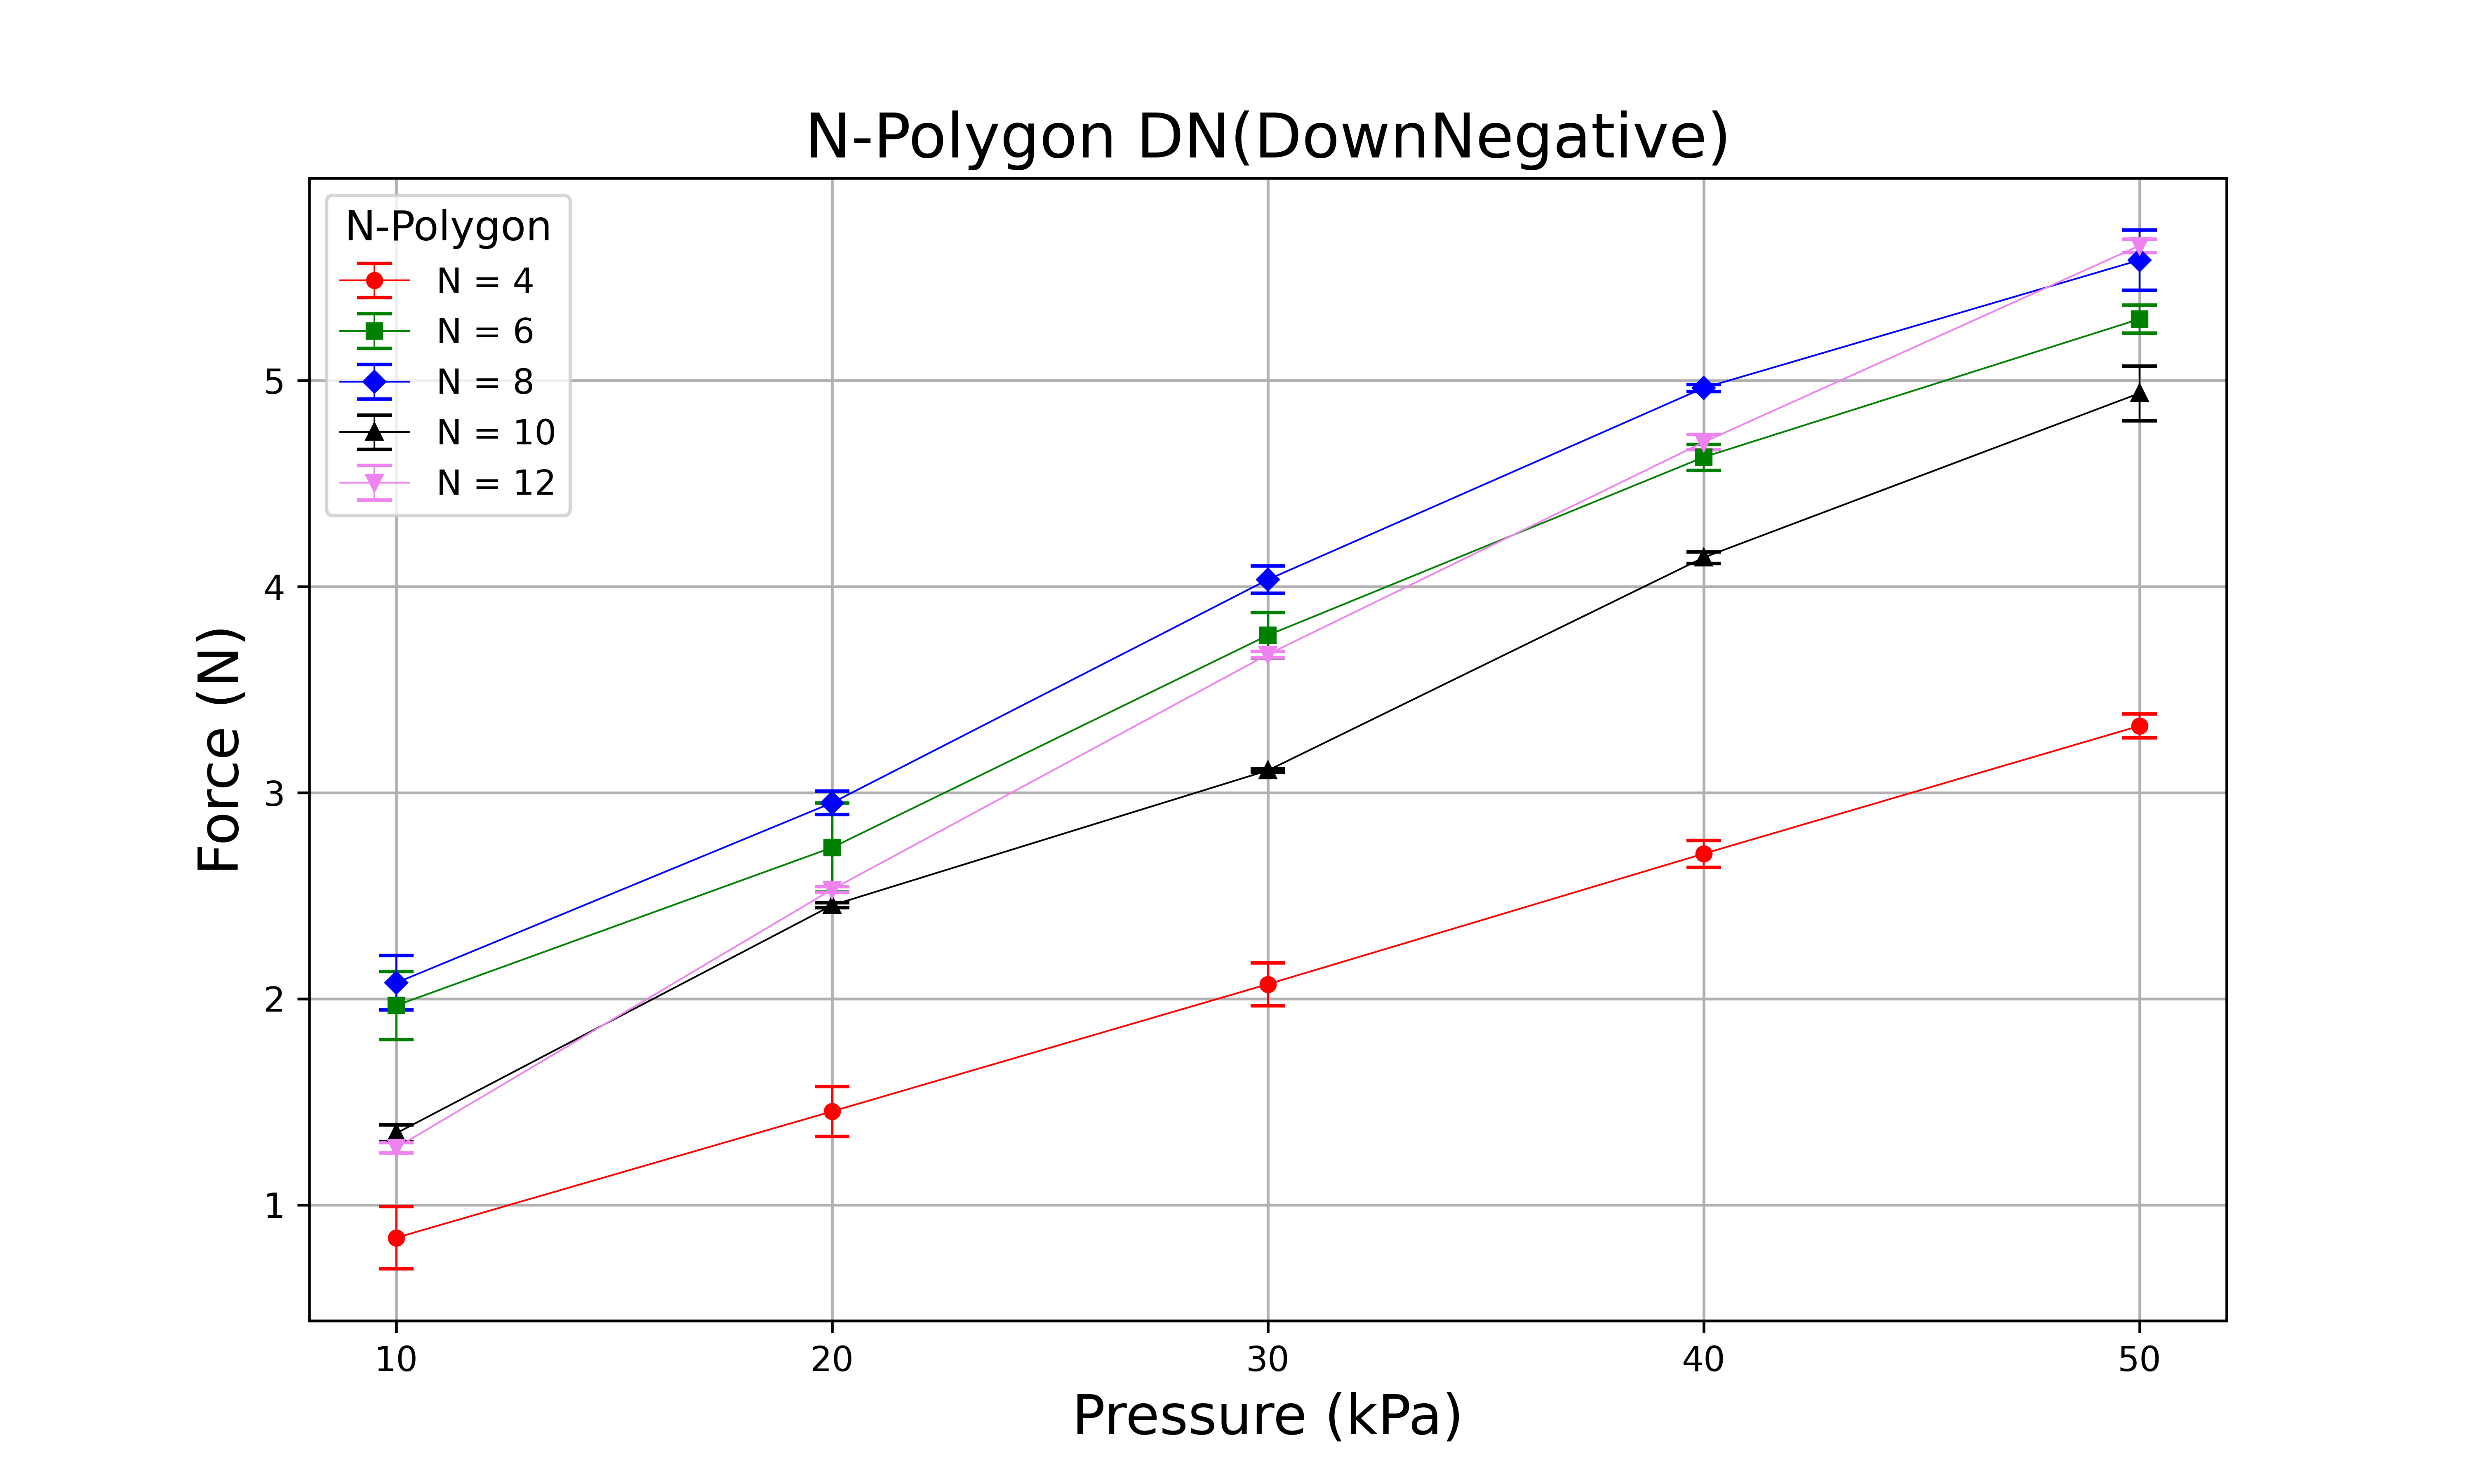 N-Polygon DN(DownNegative)
N-Polygon
N = 4
N = 6
N = 8
N = 10
N = 12
5
4
3
2
1
Force (N)
10 20 30 40 50
Pressure (kPa)